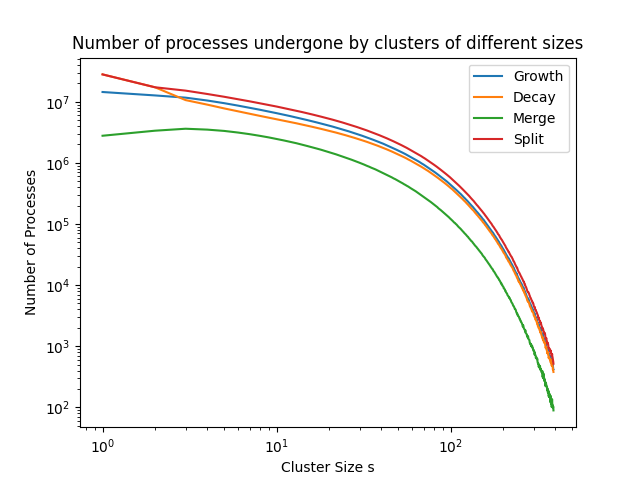 Number of processes undergone by clusters of different sizes
Growth
Decay
Merge
Split
Number of Processes
10^7
10^6
10^5
10^4
10^3
10^2
10^0
10^1
10^2
Cluster Size s